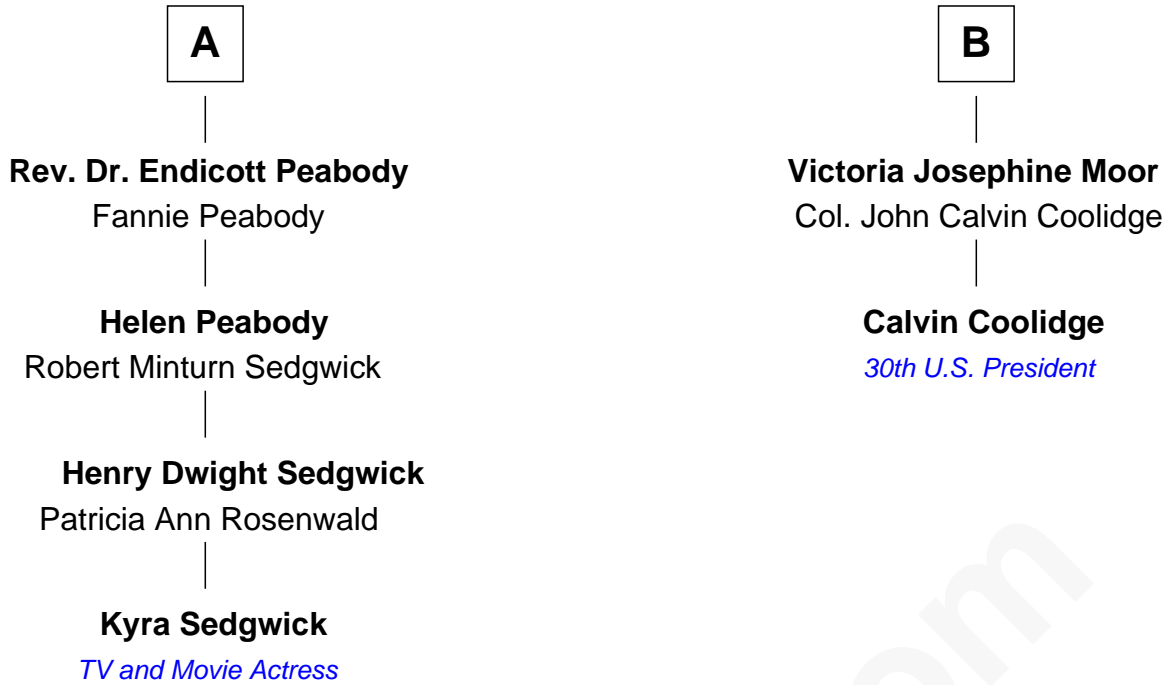 A
Rev. Dr. Endicott Peabody
Fannie Peabody
Helen Peabody
Robert Minturn Sedgwick
Henry Dwight Sedgwick
Patricia Ann Rosenwald
Kyra Sedgwick
TV and Movie Actress
B
Victoria Josephine Moor
Col. John Calvin Coolidge
Calvin Coolidge
30th U.S. President
om